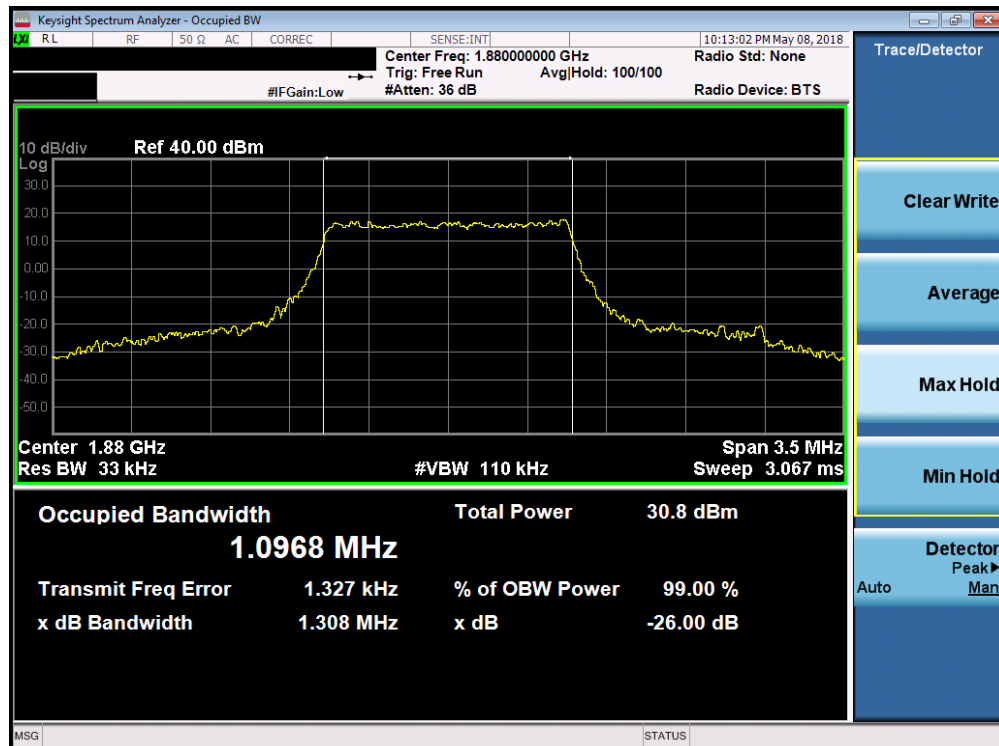 Keysight Spectrum Analyzer - Occupied BW
LXI RL RF 50 Ω AC CORREC SENSE:INT 10:13:02 PM May 08, 2018
Center Freq: 1.880000000 GHz Radio Std: None
Trig: Free Run Avg|Hold: 100/100
#IFGain:Low #Atten: 36 dB Radio Device: BTS
10 dB/div Ref 40.00 dBm
Log
30.0
20.0
10.0
0.00
-10.0
-20.0
-30.0
-40.0
-50.0
Center 1.88 GHz Span 3.5 MHz
Res BW 33 kHz #VBW 110 kHz Sweep 3.067 ms
Occupied Bandwidth Total Power 30.8 dBm
1.0968 MHz
Transmit Freq Error 1.327 kHz % of OBW Power 99.00 %
x dB Bandwidth 1.308 MHz x dB -26.00 dB
MSG STATUS
Trace/Detector
Clear Write
Average
Max Hold
Min Hold
Detector
Peak▶
Auto Man